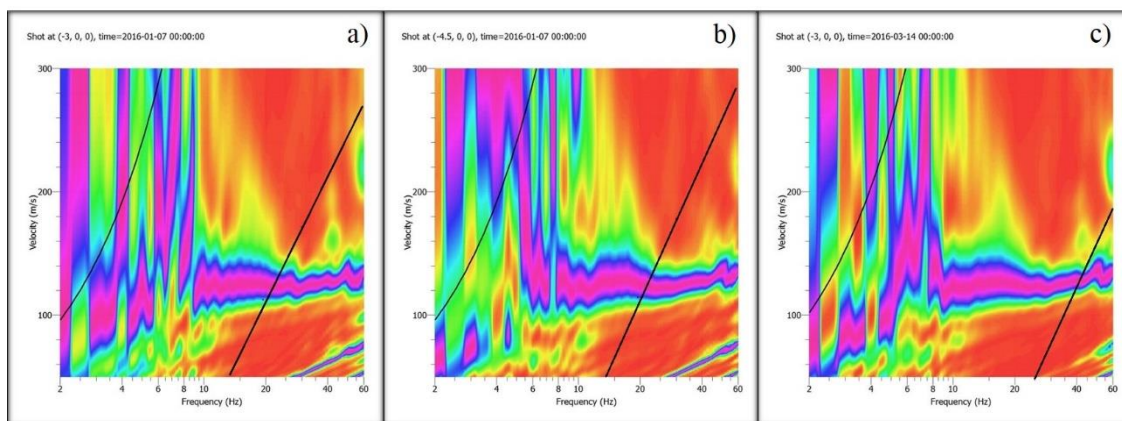 Shot at (-3, 0, 0), time=2016-01-07 00:00:00
a)
300
200
100
Velocity (m/s)
2 4 6 8 10 20 60
Frequency (Hz)
Shot at (-4.5, 0, 0), time=2016-01-07 00:00:00
b)
300
200
100
Velocity (m/s)
2 4 6 8 10 20 60
Frequency (Hz)
Shot at (-3, 0, 0), time=2016-03-14 00:00:00
c)
300
200
100
Velocity (m/s)
2 4 6 8 10 20 60
Frequency (Hz)